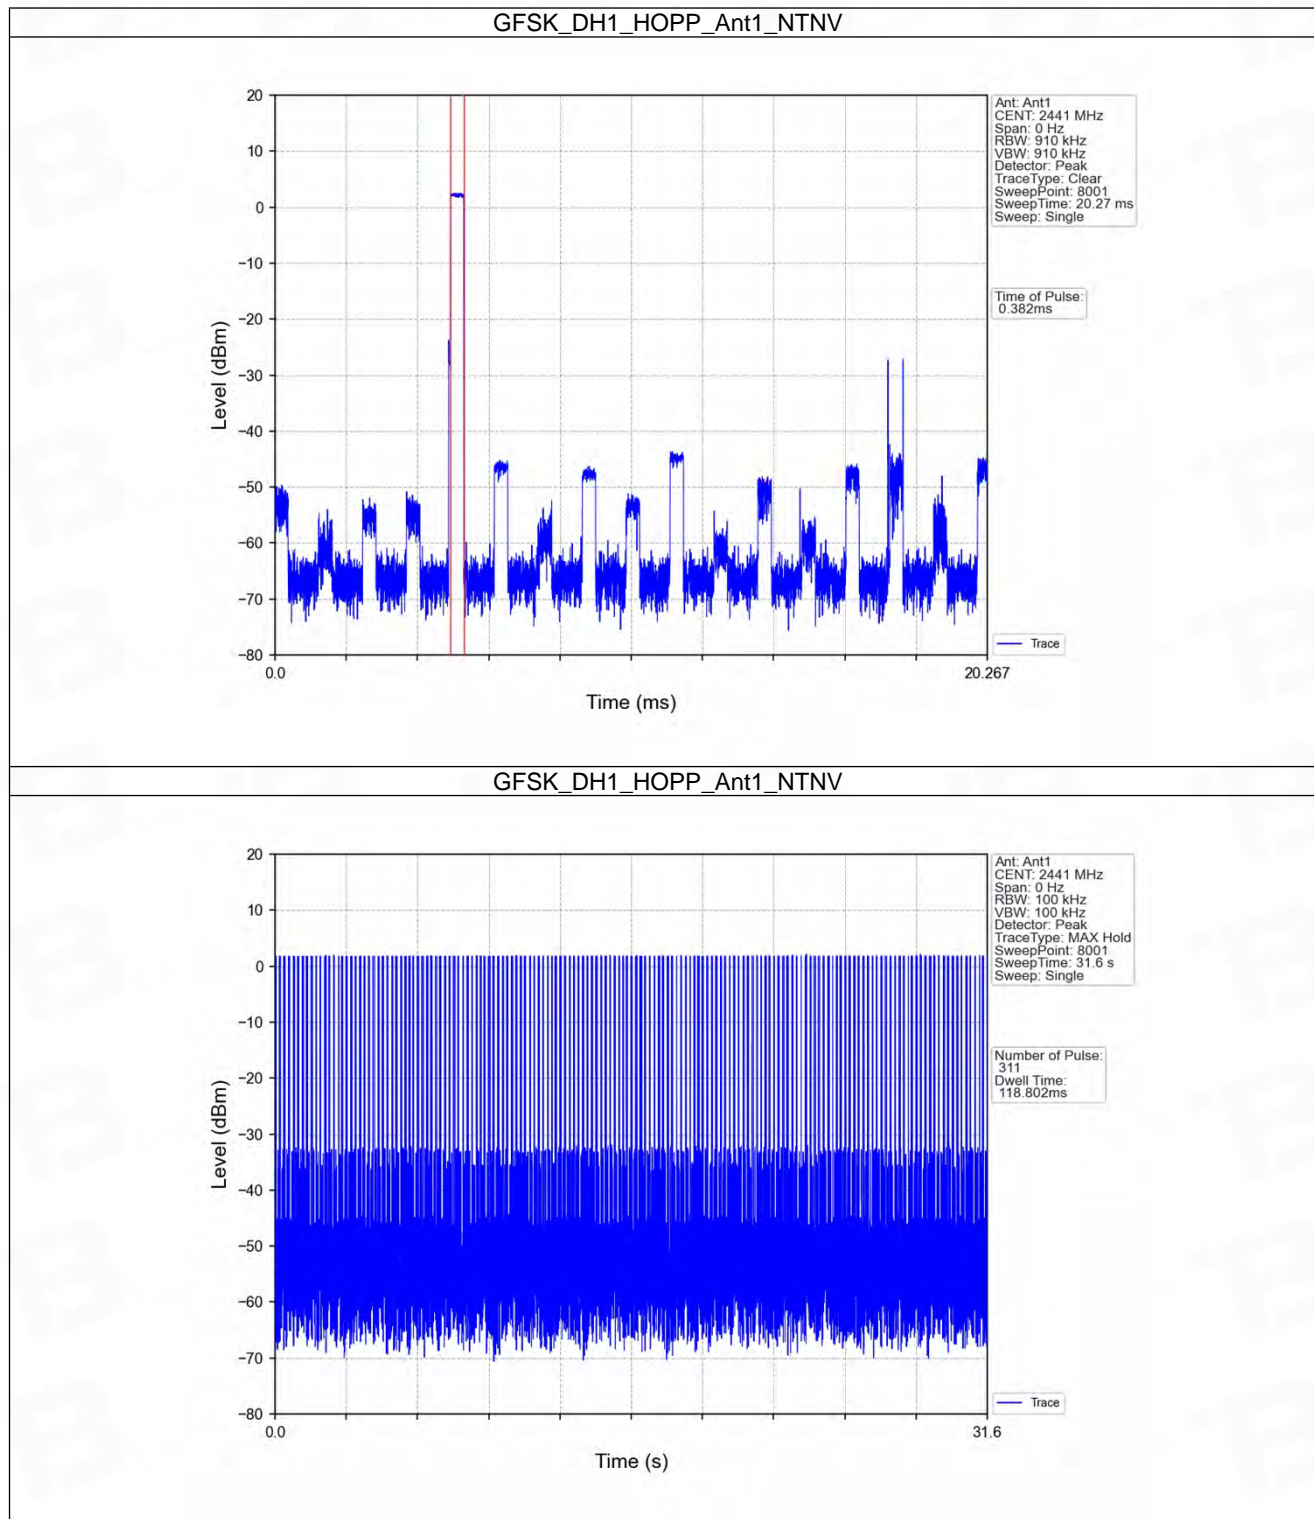 GFSK_DH1_HOPP_Ant1_NTNV
20
10
0
−10
−20
−30
−40
−50
−60
−70
−80
Level (dBm)
0.0
20.267
Time (ms)
Ant: Ant1
CENT: 2441 MHz
Span: 0 Hz
RBW: 910 kHz
VBW: 910 kHz
Detector: Peak
TraceType: Clear
SweepPoint: 8001
SweepTime: 20.27 ms
Sweep: Single
Time of Pulse:
0.382ms
Trace
GFSK_DH1_HOPP_Ant1_NTNV
20
10
0
−10
−20
−30
−40
−50
−60
−70
−80
Level (dBm)
0.0
31.6
Time (s)
Ant: Ant1
CENT: 2441 MHz
Span: 0 Hz
RBW: 100 kHz
VBW: 100 kHz
Detector: Peak
TraceType: MAX Hold
SweepPoint: 8001
SweepTime: 31.6 s
Sweep: Single
Number of Pulse:
311
Dwell Time:
118.802ms
Trace